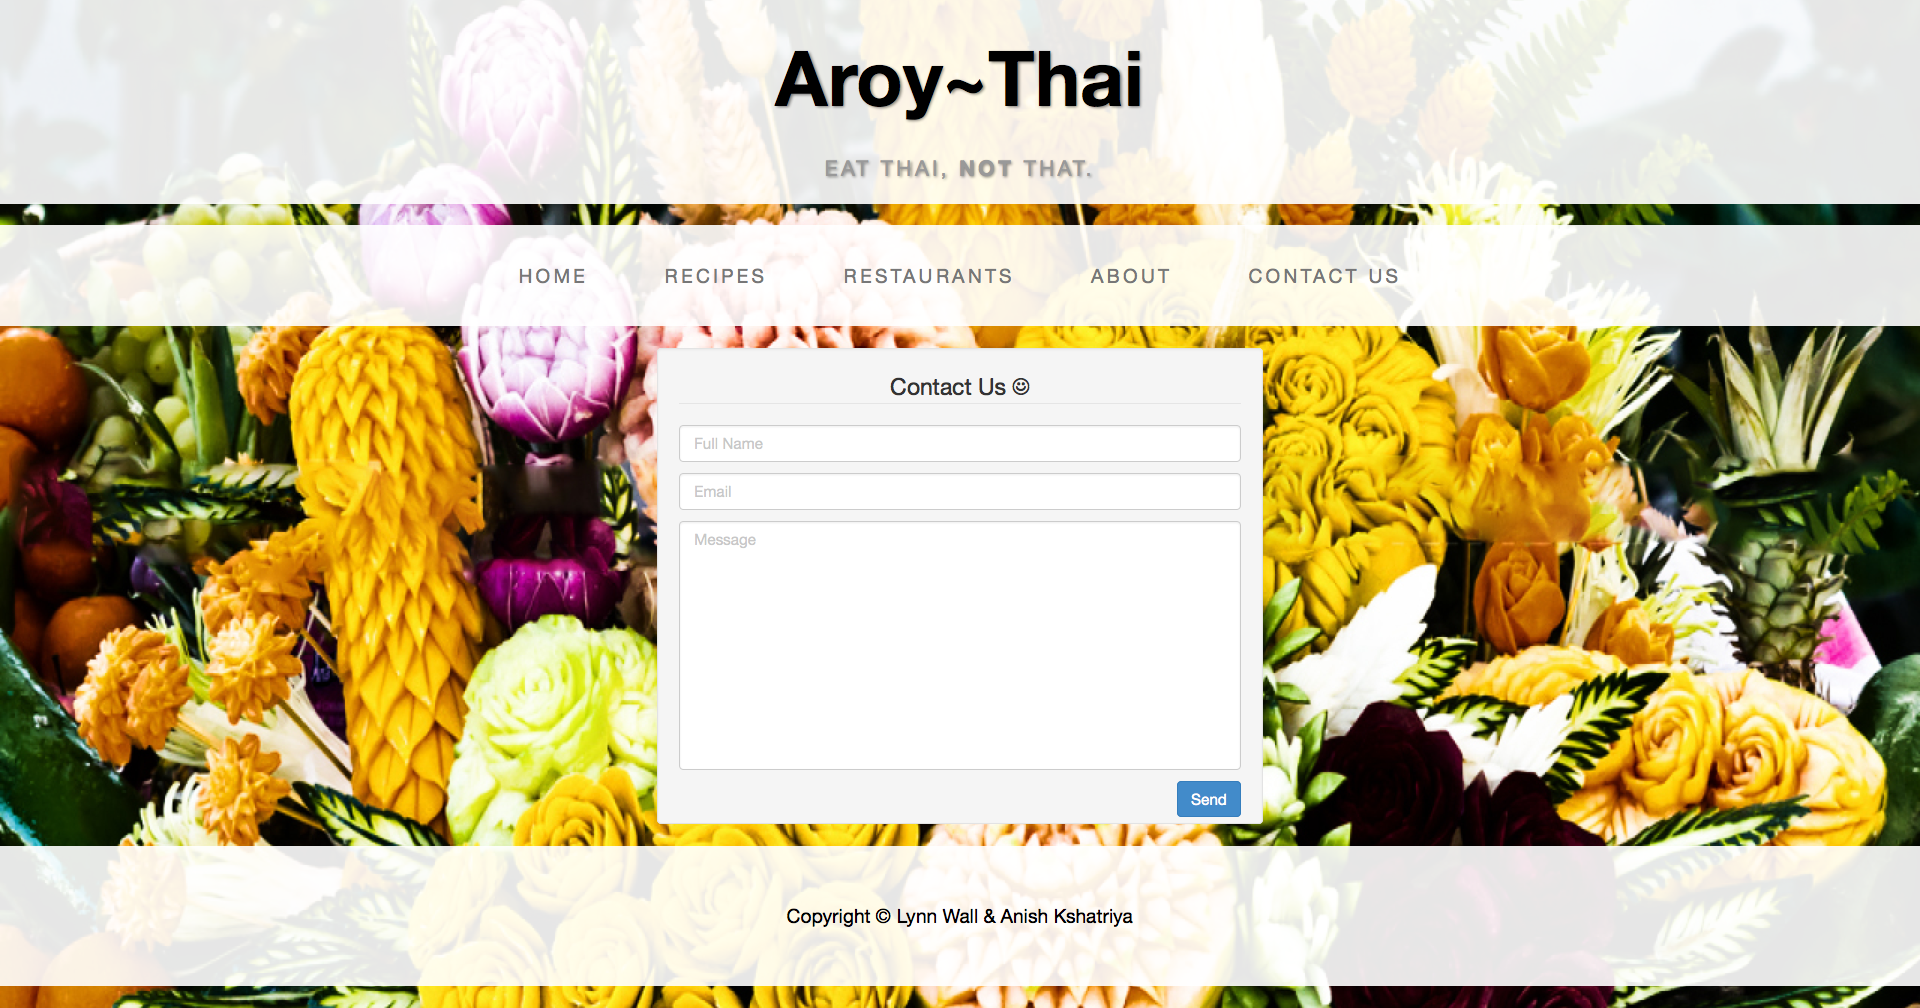 Aroy~Thai
EAT THAI, NOT THAT.
HOME RECIPES RESTAURANTS ABOUT CONTACT US
Contact Us ☺
Full Name
Email
Message
Send
Copyright © Lynn Wall & Anish Kshatriya